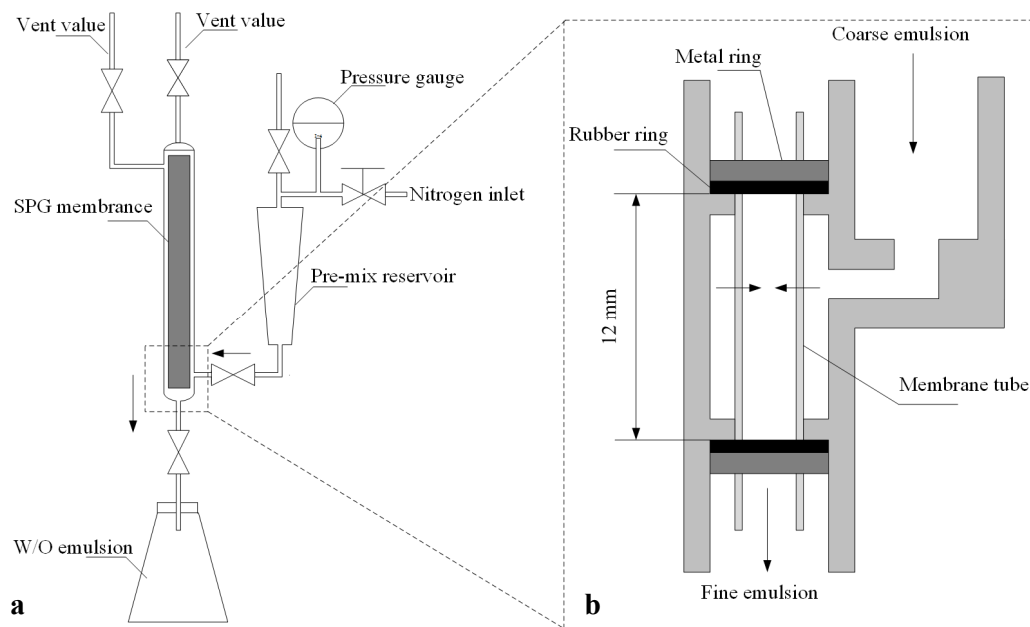 a
Vent value
Vent value
Pressure gauge
Nitrogen inlet
SPG membrance
Pre-mix reservoir
W/O emulsion
b
Coarse emulsion
Metal ring
Rubber ring
12 mm
Membrane tube
Fine emulsion